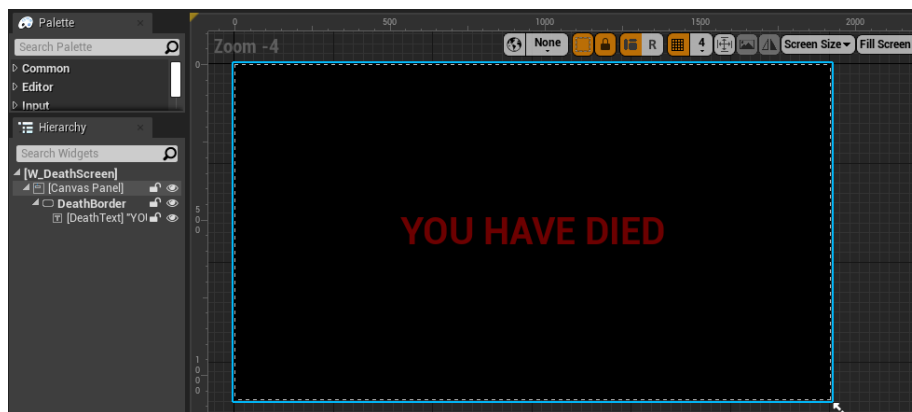 Palette
Search Palette
Common
Editor
Input
Hierarchy
Search Widgets
[W_DeathScreen]
[Canvas Panel]
DeathBorder
[DeathText] "YOU
0 500 1000 1500 2000
Zoom -4
None R 4 Screen Size Fill Screen
0
5
0
0
1
0
0
0
YOU HAVE DIED